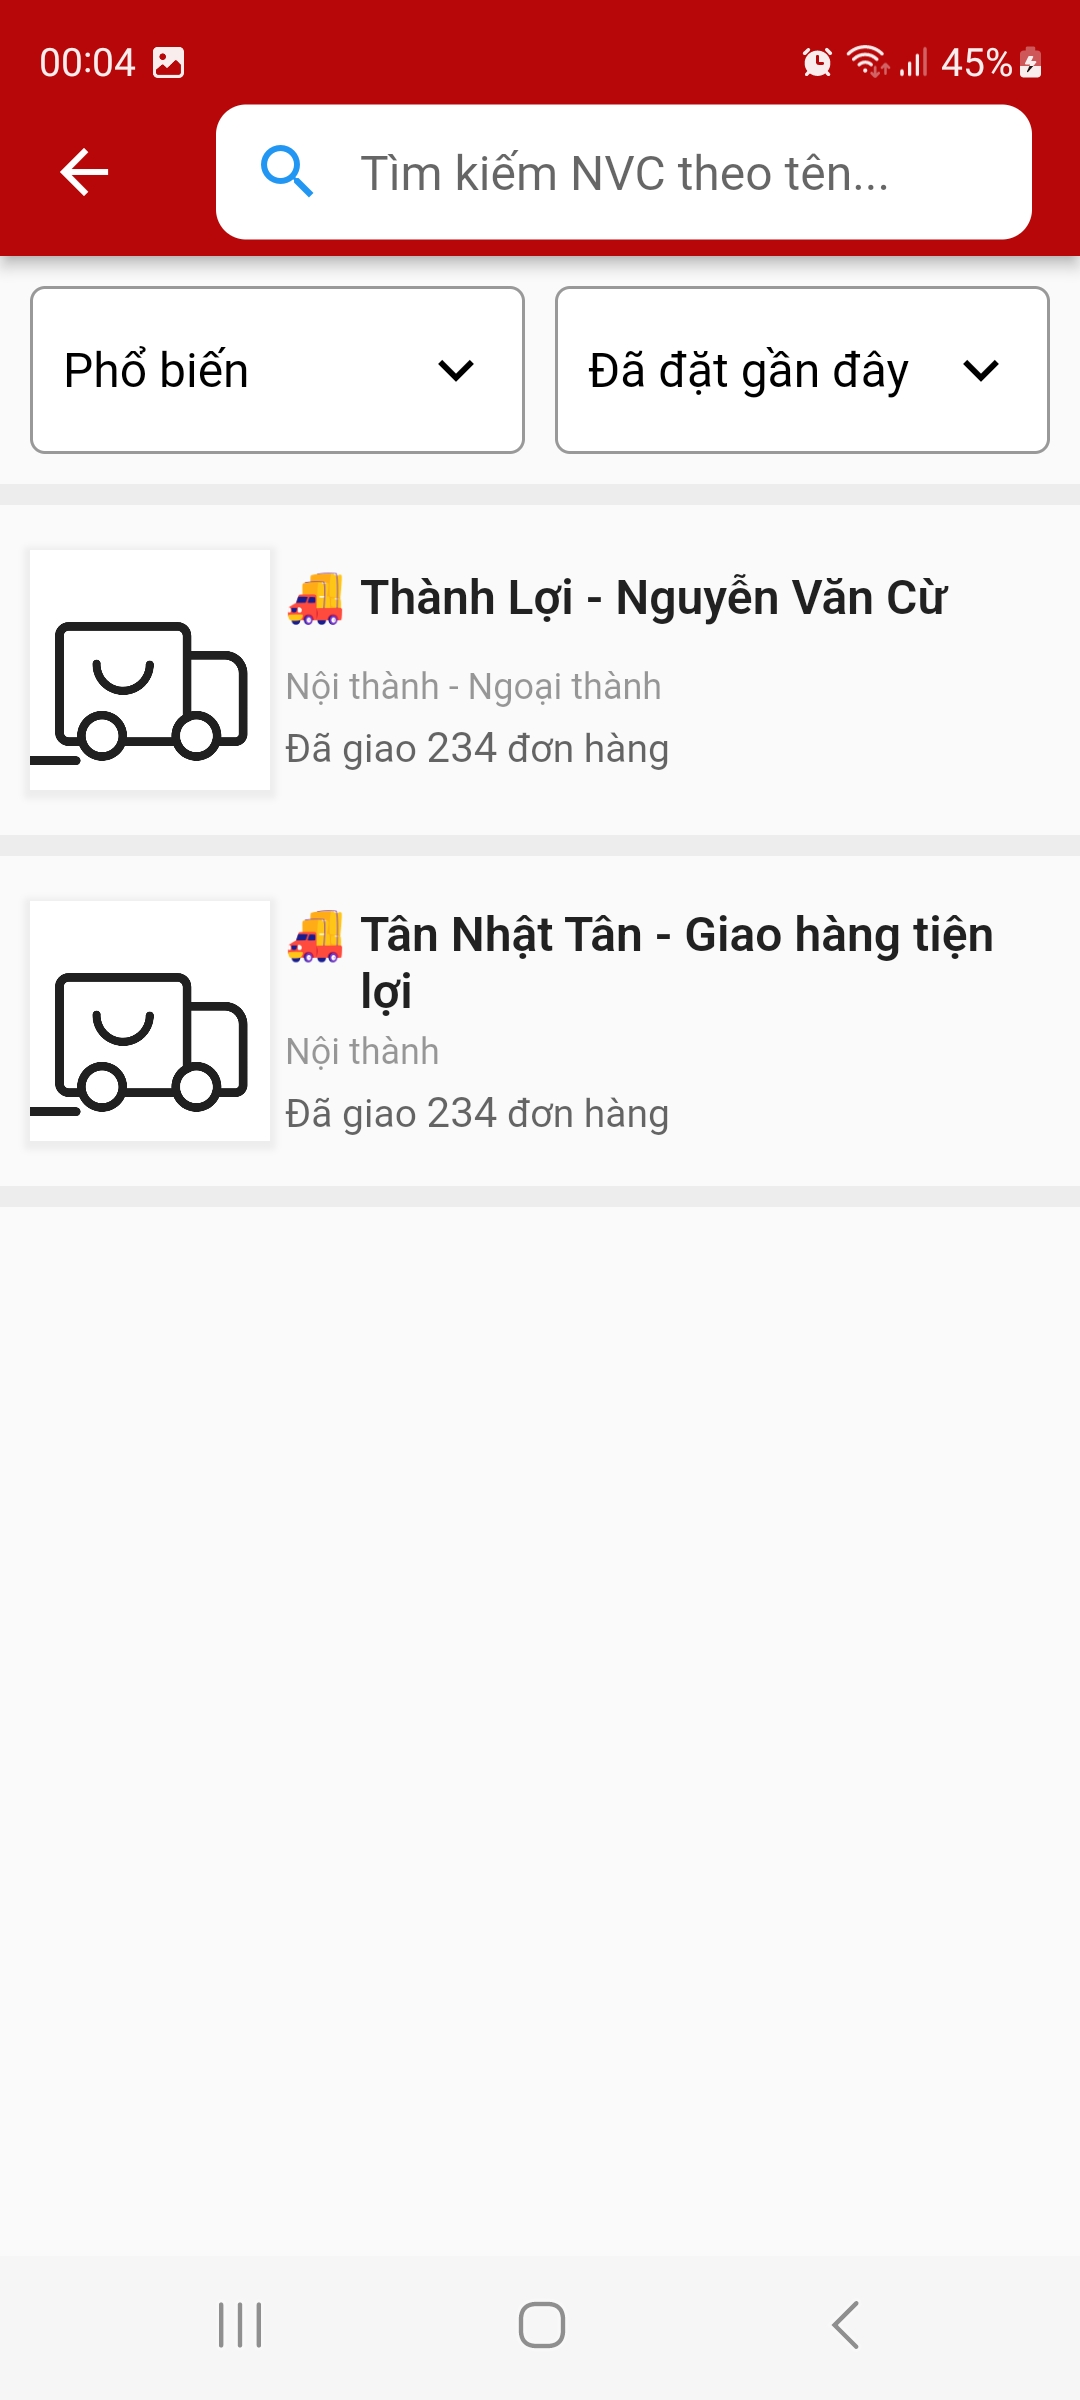 00:04
45%
Tìm kiếm NVC theo tên...
Phổ biến
Đã đặt gần đây
Thành Lợi - Nguyễn Văn Cừ
Nội thành - Ngoại thành
Đã giao 234 đơn hàng
Tân Nhật Tân - Giao hàng tiện
lợi
Nội thành
Đã giao 234 đơn hàng